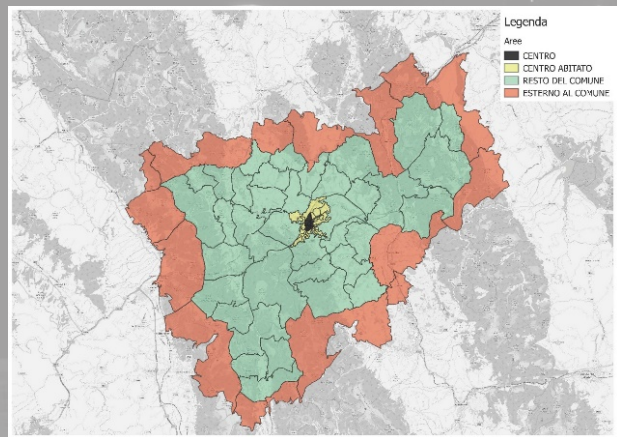 Legenda
Aree
CENTRO
CENTRO ABITATO
RESTO DEL COMUNE
ESTERNO AL COMUNE